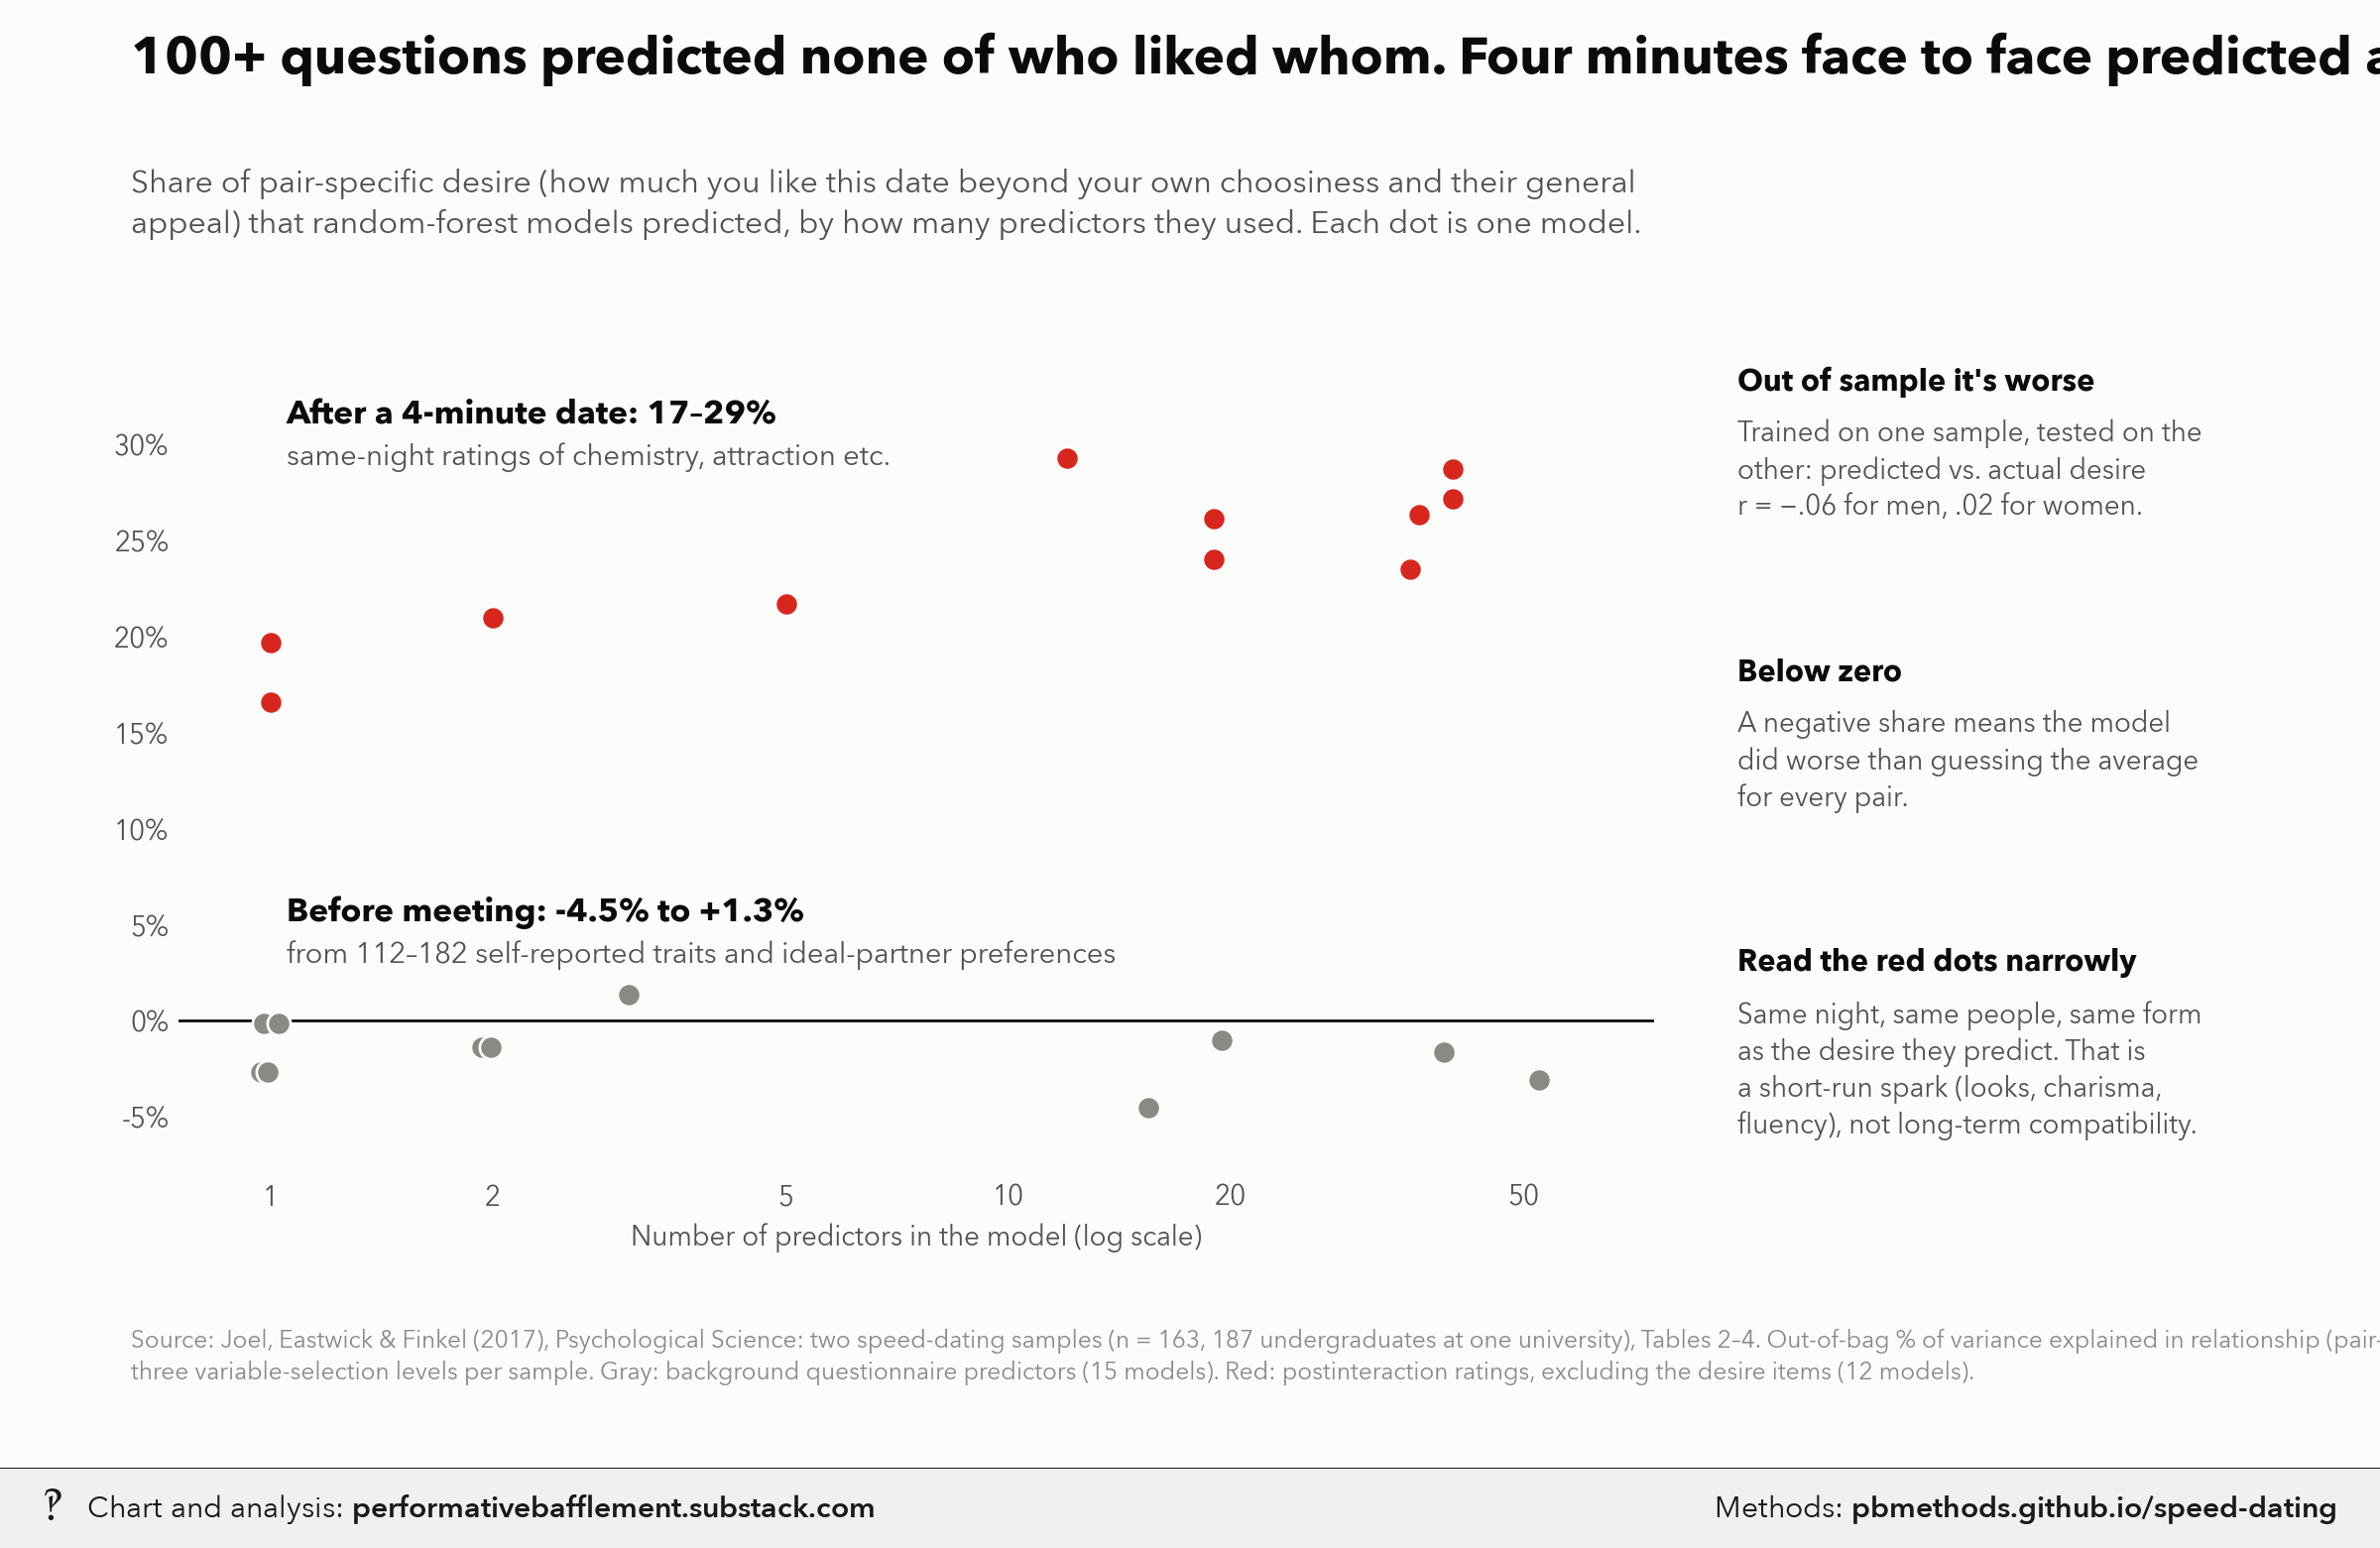 100+ questions predicted none of who liked whom. Four minutes face to face predicted a
Share of pair-specific desire (how much you like this date beyond your own choosiness and their general
appeal) that random-forest models predicted, by how many predictors they used. Each dot is one model.
After a 4-minute date: 17–29%
same-night ratings of chemistry, attraction etc.
30%
25%
20%
15%
10%
5%
0%
-5%
Before meeting: -4.5% to +1.3%
from 112–182 self-reported traits and ideal-partner preferences
1
2
5
10
20
50
Number of predictors in the model (log scale)
Out of sample it's worse
Trained on one sample, tested on the
other: predicted vs. actual desire
r = −.06 for men, .02 for women.
Below zero
A negative share means the model
did worse than guessing the average
for every pair.
Read the red dots narrowly
Same night, same people, same form
as the desire they predict. That is
a short-run spark (looks, charisma,
fluency), not long-term compatibility.
Source: Joel, Eastwick & Finkel (2017), Psychological Science: two speed-dating samples (n = 163, 187 undergraduates at one university), Tables 2–4. Out-of-bag % of variance explained in relationship (pair-
three variable-selection levels per sample. Gray: background questionnaire predictors (15 models). Red: postinteraction ratings, excluding the desire items (12 models).
‽ Chart and analysis: performativebafflement.substack.com
Methods: pbmethods.github.io/speed-dating